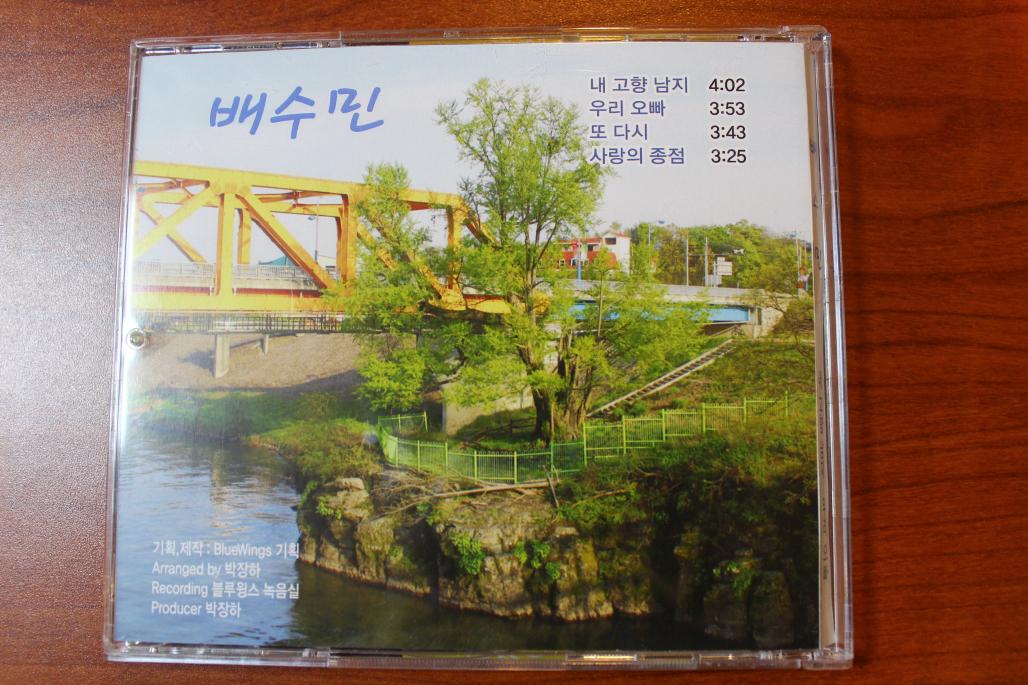 배수민
내 고향 남지 4:02
우리 오빠 3:53
또 다시 3:43
사랑의 종점 3:25
기획,제작 : BlueWings 기획
Arranged by 박장하
Recording 블루윙스 녹음실
Producer 박장하